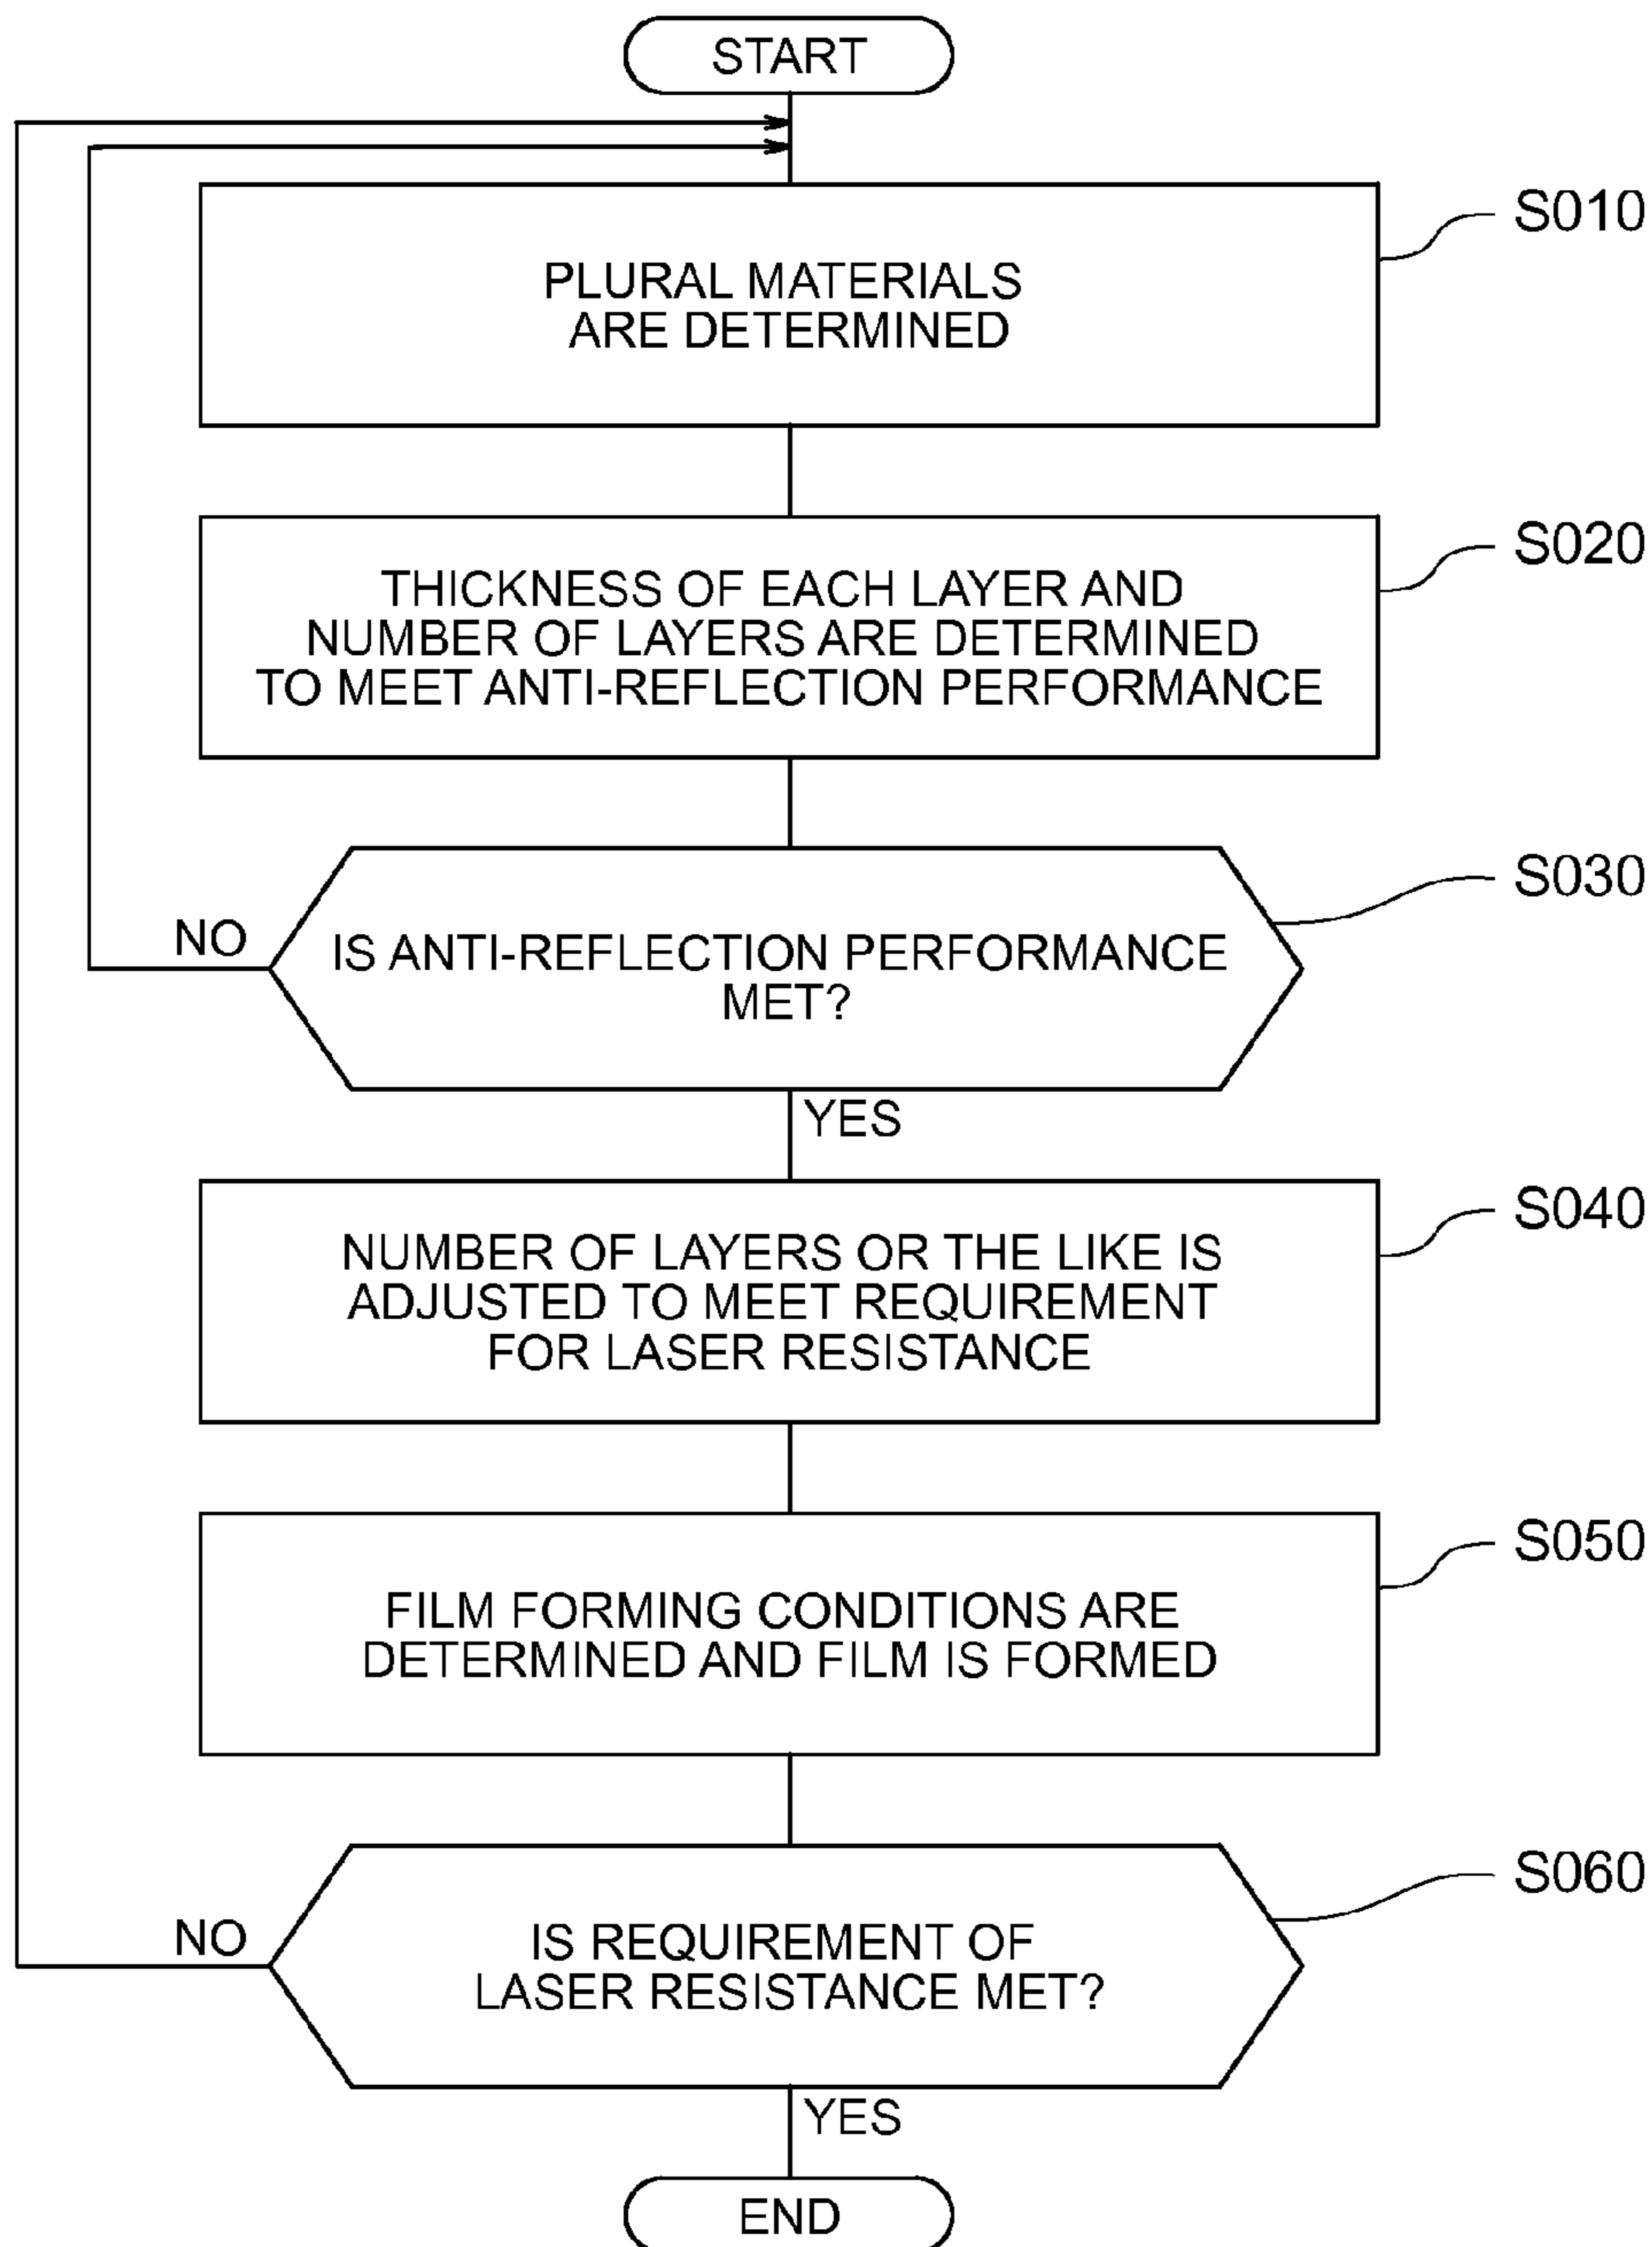 START
S010
PLURAL MATERIALS
ARE DETERMINED
S020
THICKNESS OF EACH LAYER AND
NUMBER OF LAYERS ARE DETERMINED
TO MEET ANTI-REFLECTION PERFORMANCE
S030
NO
IS ANTI-REFLECTION PERFORMANCE
MET?
YES
S040
NUMBER OF LAYERS OR THE LIKE IS
ADJUSTED TO MEET REQUIREMENT
FOR LASER RESISTANCE
S050
FILM FORMING CONDITIONS ARE
DETERMINED AND FILM IS FORMED
S060
NO
IS REQUIREMENT OF
LASER RESISTANCE MET?
YES
END